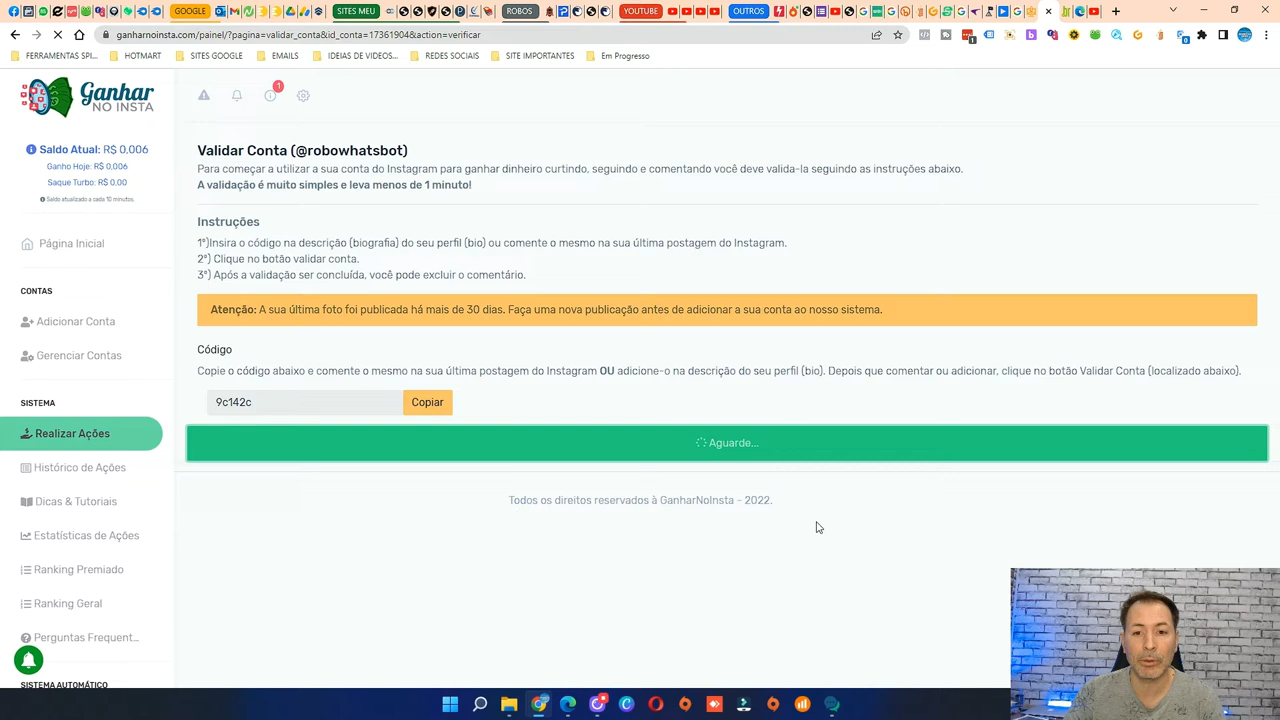 GOOGLE
SITES MEU
ROBOS
YOUTUBE
OUTROS
ganharnoinsta.com/painel/?pagina=validar_conta&id_conta=17361904&action=verificar
FERRAMENTAS SPI...
HOTMART
SITES GOOGLE
EMAILS
IDEIAS DE VIDEOS...
REDES SOCIAIS
SITE IMPORTANTES
Em Progresso
Ganhar
NO INSTA
1
Saldo Atual: R$ 0,006
Ganho Hoje: R$ 0,006
Saque Turbo: R$ 0,00
Saldo atualizado a cada 10 minutos.
Página Inicial
CONTAS
Adicionar Conta
Gerenciar Contas
SISTEMA
Realizar Ações
Histórico de Ações
Dicas & Tutoriais
Estatísticas de Ações
Ranking Premiado
Ranking Geral
Perguntas Frequent...
SISTEMA AUTOMÁTICO
Validar Conta (@robowhatsbot)
Para começar a utilizar a sua conta do Instagram para ganhar dinheiro curtindo, seguindo e comentando você deve valida-la seguindo as instruções abaixo.
A validação é muito simples e leva menos de 1 minuto!
Instruções
1°)Insira o código na descrição (biografia) do seu perfil (bio) ou comente o mesmo na sua última postagem do Instagram.
2°) Clique no botão validar conta.
3°) Após a validação ser concluída, você pode excluir o comentário.
Atenção: A sua última foto foi publicada há mais de 30 dias. Faça uma nova publicação antes de adicionar a sua conta ao nosso sistema.
Código
Copie o código abaixo e comente o mesmo na sua última postagem do Instagram OU adicione-o na descrição do seu perfil (bio). Depois que comentar ou adicionar, clique no botão Validar Conta (localizado abaixo).
9c142c
Copiar
Aguarde...
Todos os direitos reservados à GanharNoInsta - 2022.